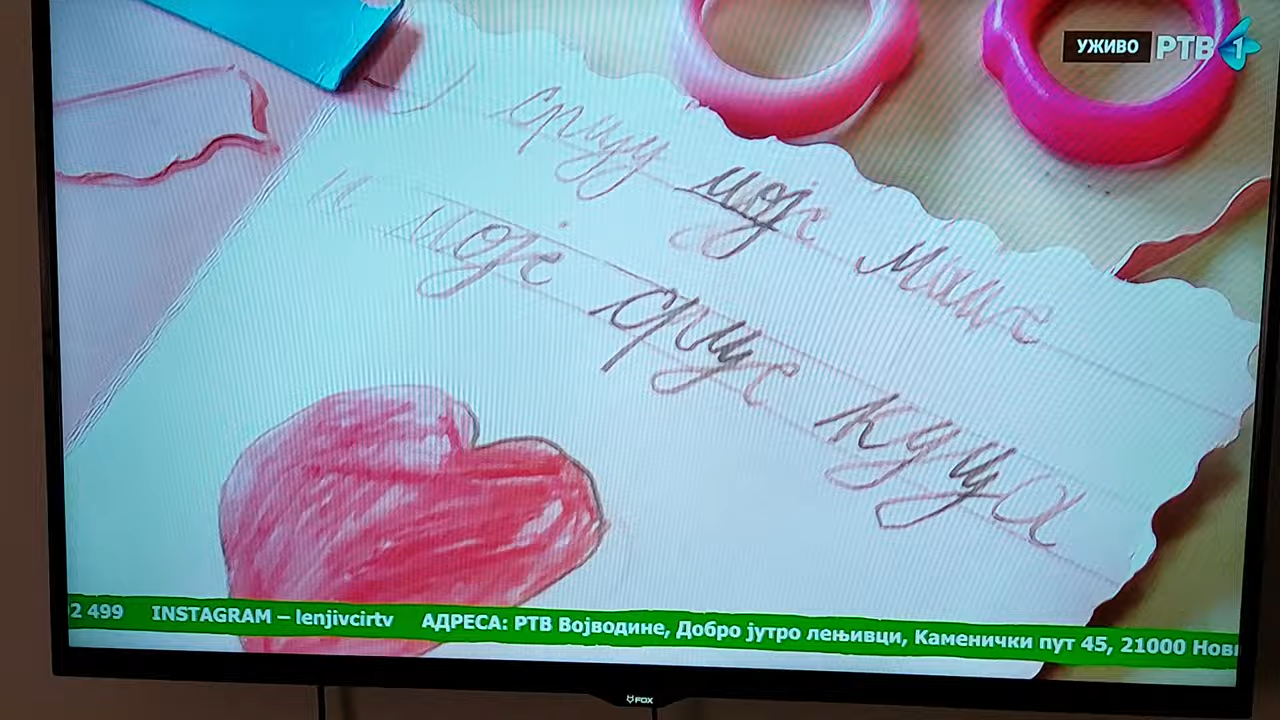 УЖИВО РТВ 1
У срцу моје маме
и моје срце куца
2 499 INSTAGRAM – lenjivcirtv АДРЕСА: РТВ Војводине, Добро јутро лењивци, Каменички пут 45, 21000 Нови
FOX